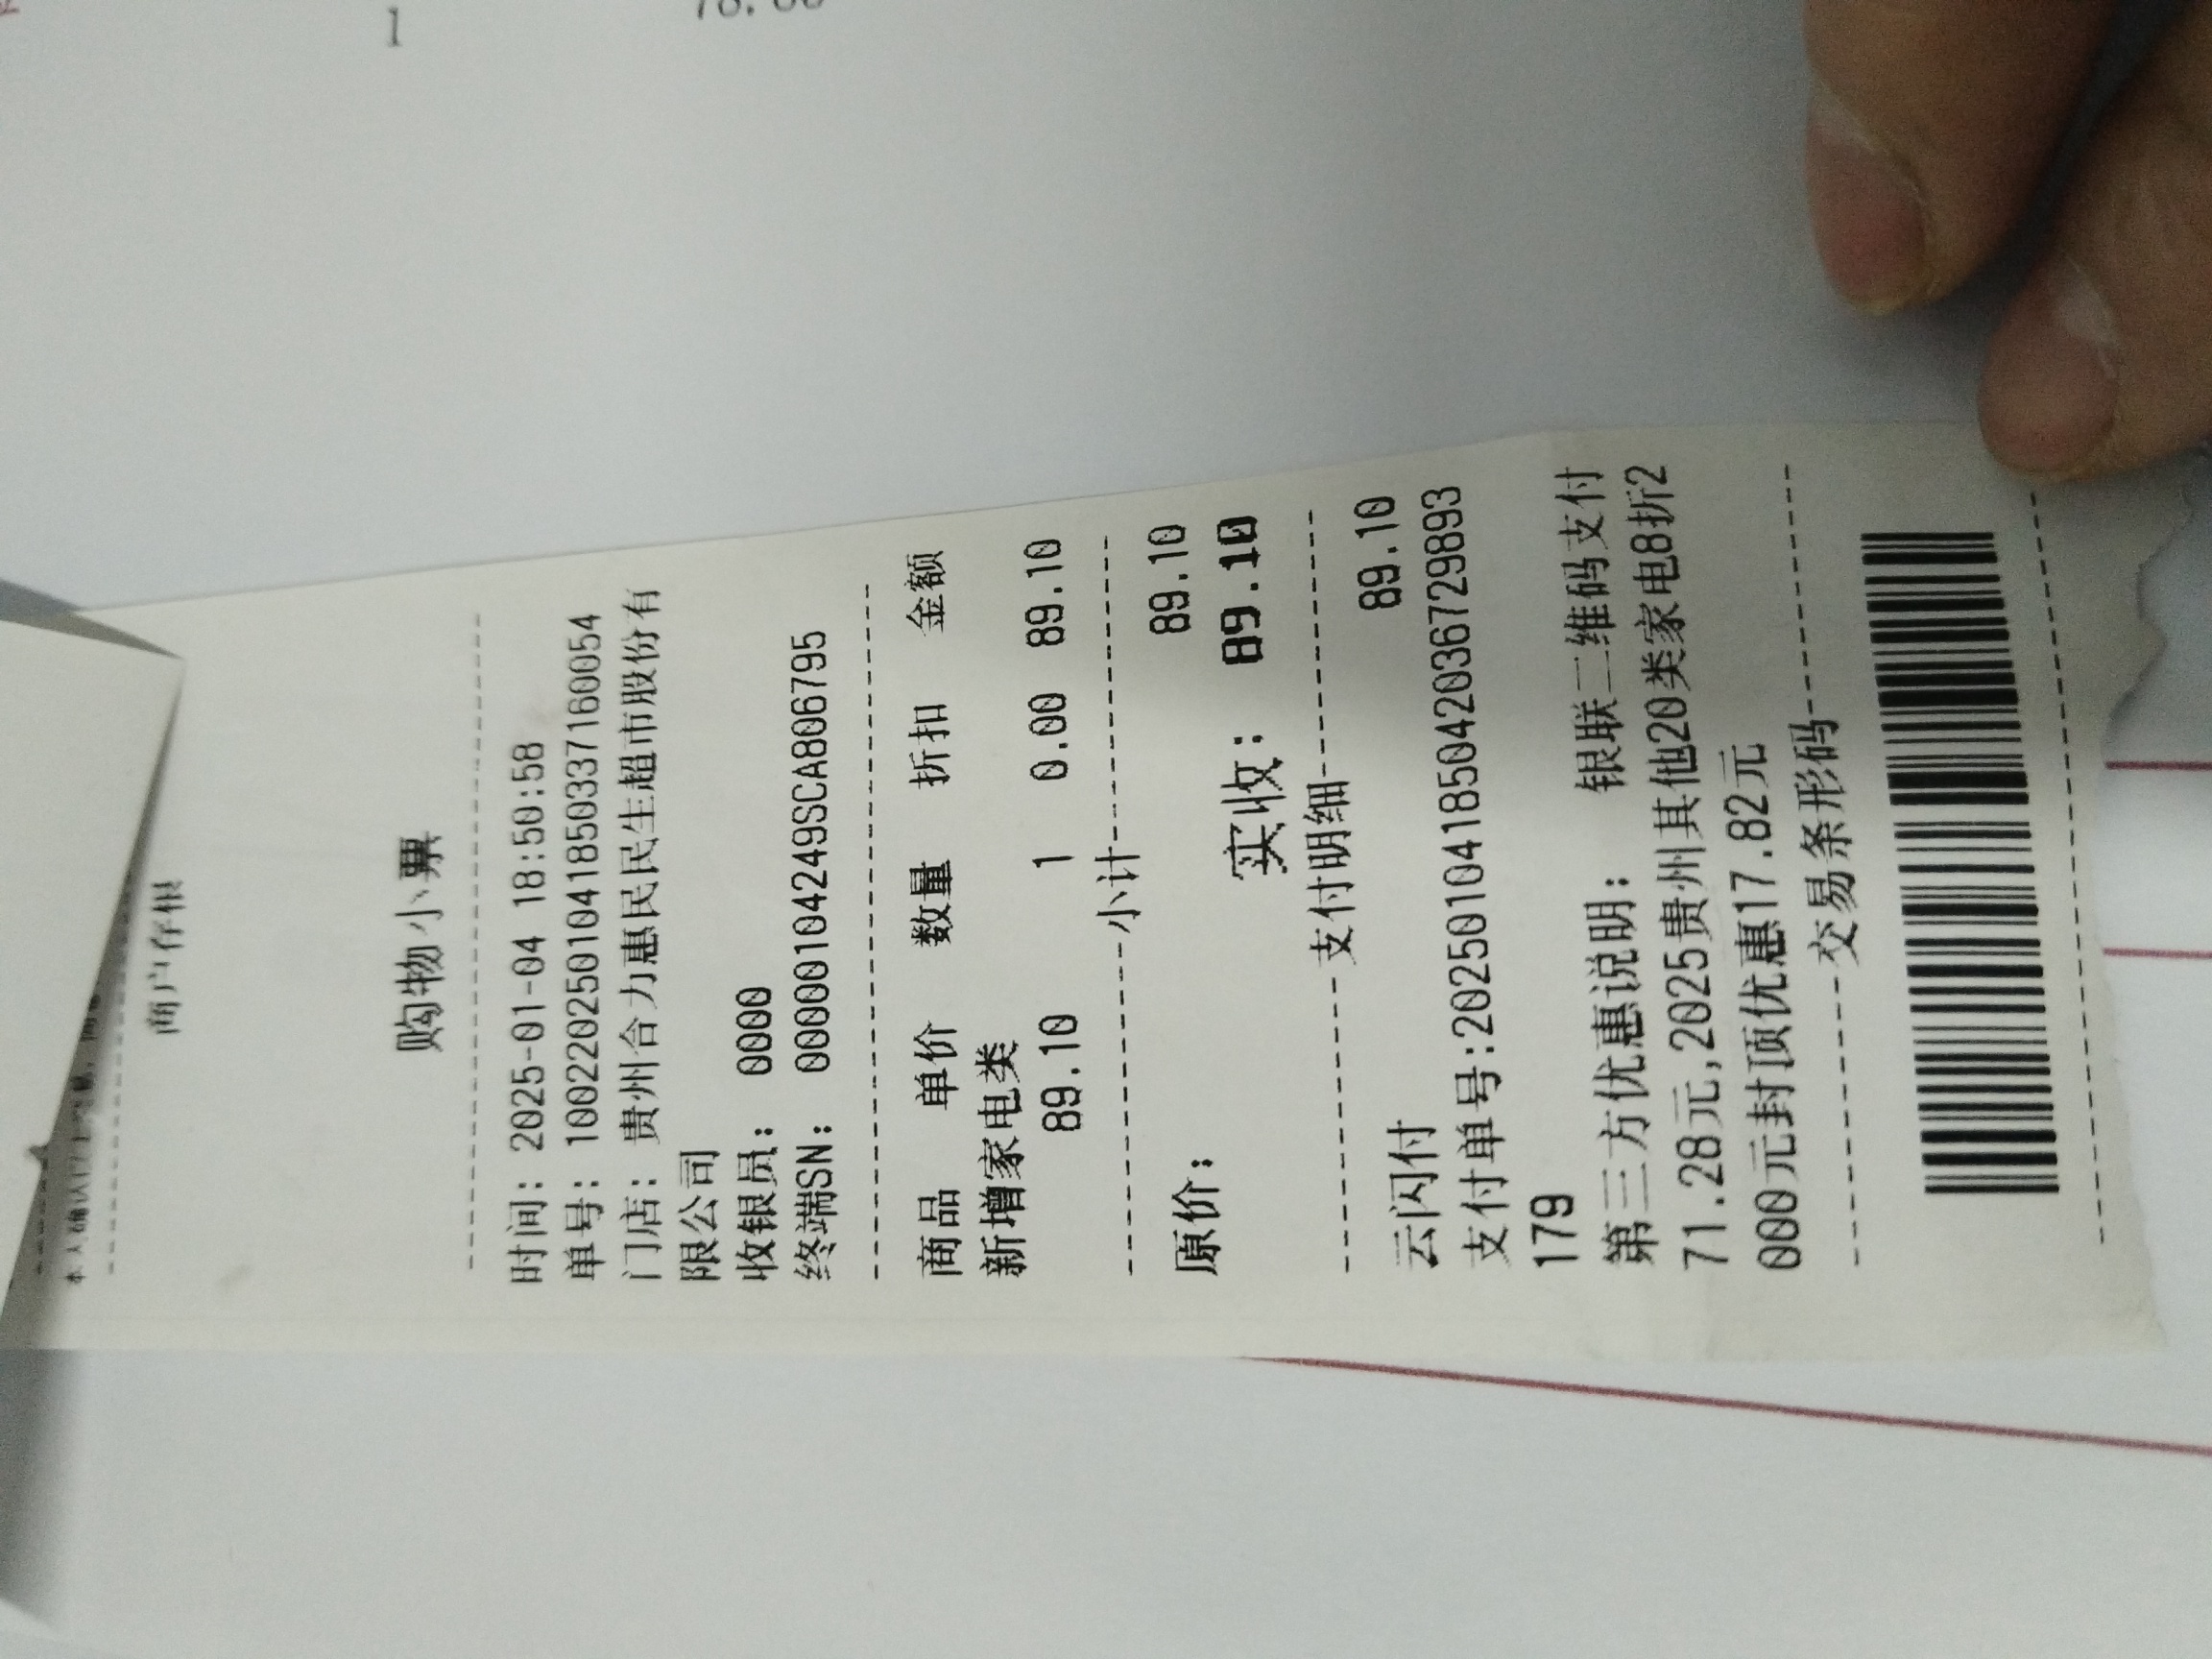 商户存根
购物小票
时间: 2025-01-04 18:50:58
单号: 10022025010418503371​60054
门店: 贵州合力惠民民生超市股份有
限公司
收银员: 0000
终端SN: 00000104249SCA806795
商品 单价 数量 折扣 金额
新增家电类
89.10 1 0.00 89.10
小计
原价: 89.10
实收: 89.10
支付明细
云闪付 89.10
支付单号:20250104185042036729893
179
第三方优惠说明: 银联二维码支付
71.28元,2025贵州其他20类家电8折2
000元封顶优惠17.82元
交易条形码
1